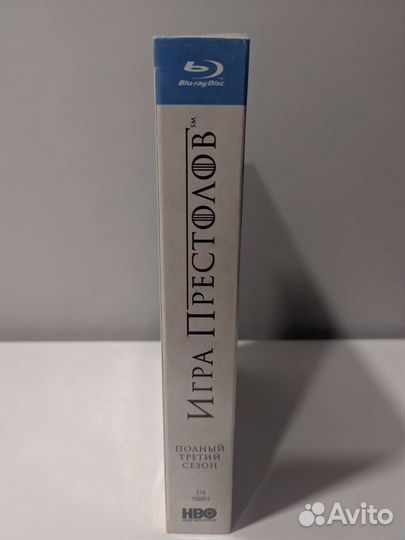 Blu-ray Disc
ИГРА ПРЕСТОЛОВ
S.M.
ПОЛНЫЙ
ТРЕТИЙ
СЕЗОН
HBO
Avito